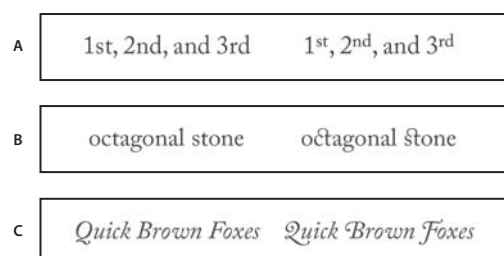 A 1st, 2nd, and 3rd 1st, 2nd, and 3rd
B octagonal stone octagonal stone
C Quick Brown Foxes Quick Brown Foxes